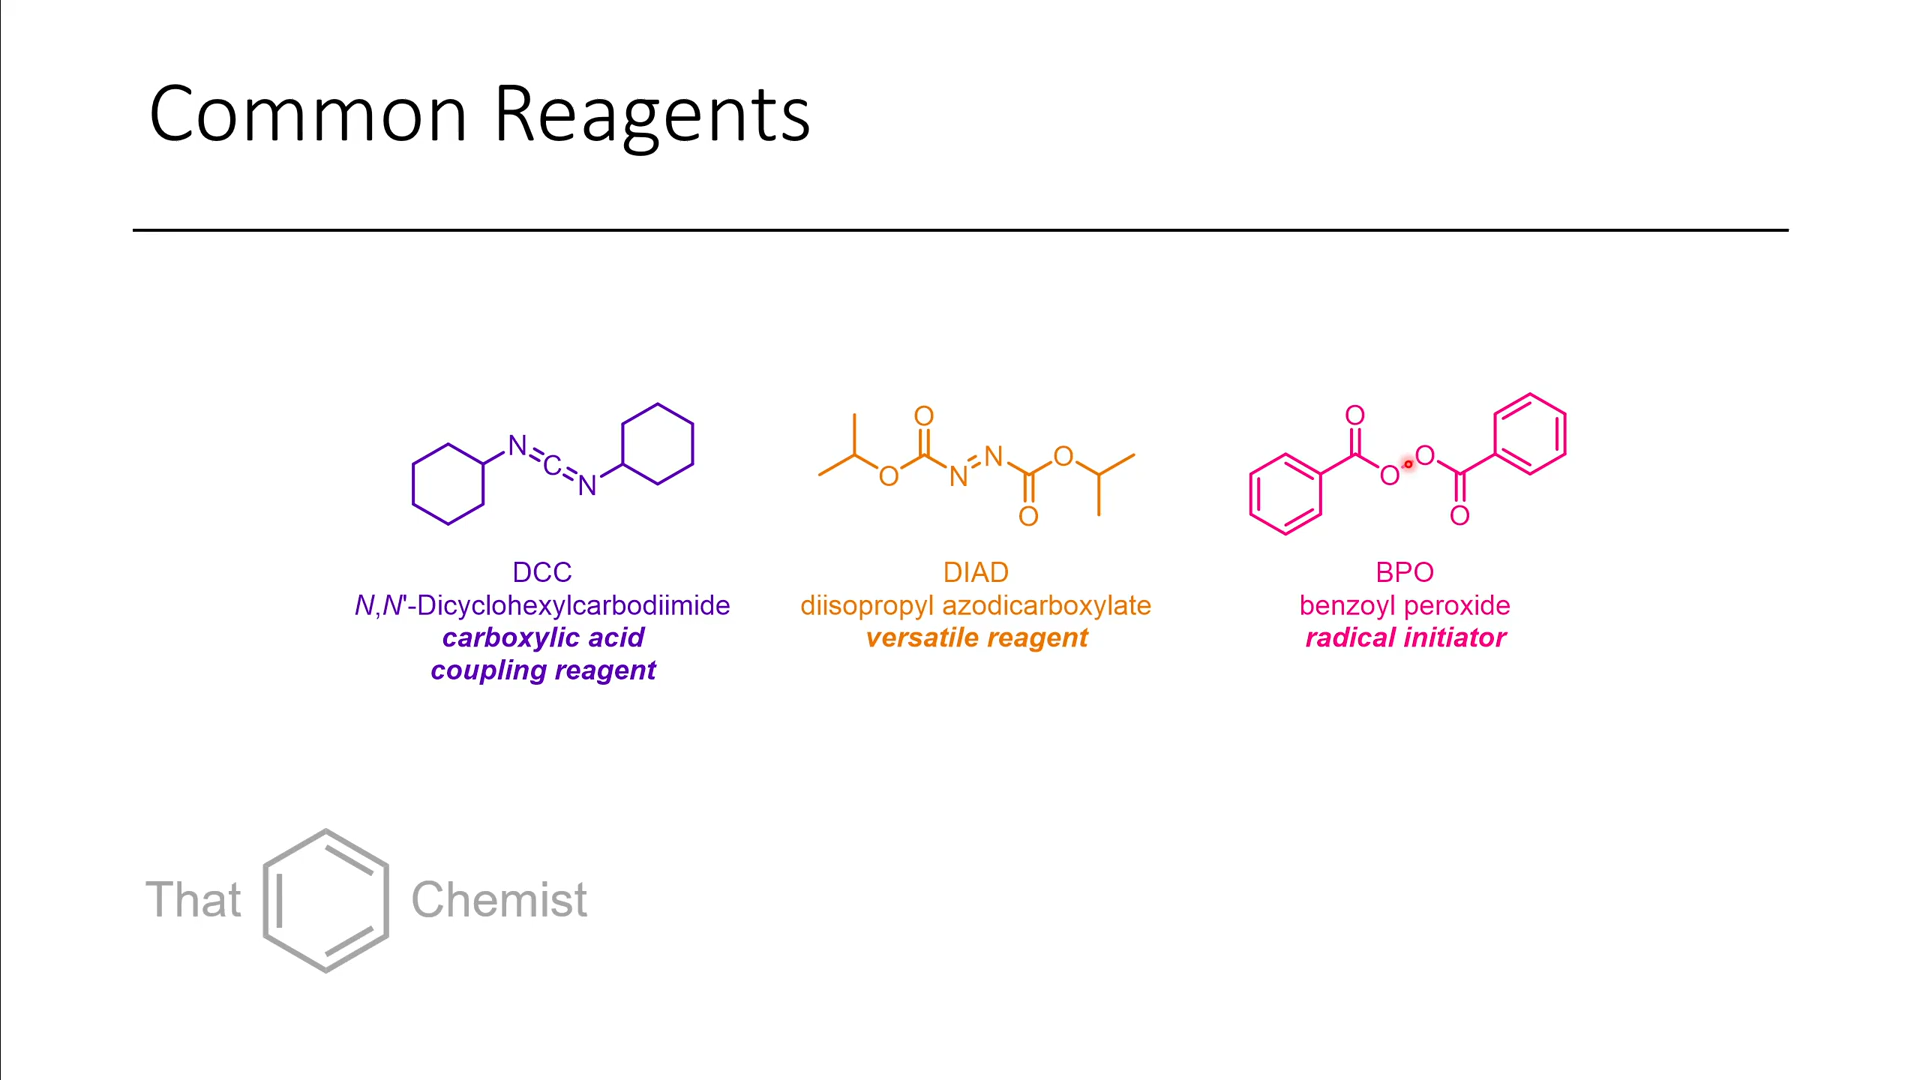 Common Reagents
N C N
O O N N O O
O O O O
DCC
N,N'-Dicyclohexylcarbodiimide
carboxylic acid
coupling reagent
DIAD
diisopropyl azodicarboxylate
versatile reagent
BPO
benzoyl peroxide
radical initiator
That Chemist